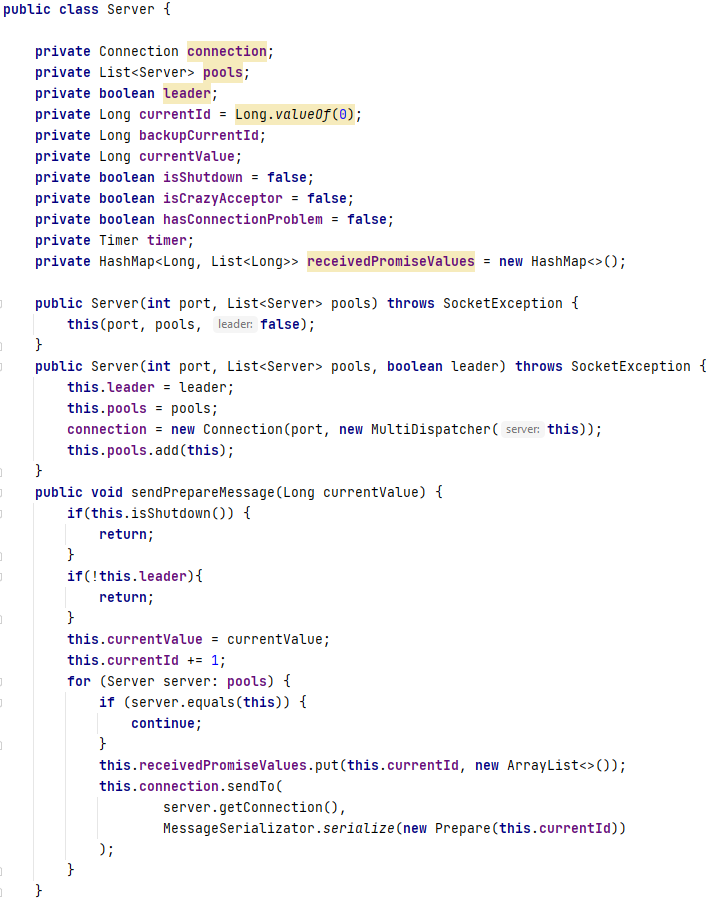 public class Server {
    private Connection connection;
    private List<Server> pools;
    private boolean leader;
    private Long currentId = Long.valueOf(0);
    private Long backupCurrentId;
    private Long currentValue;
    private boolean isShutdown = false;
    private boolean isCrazyAcceptor = false;
    private boolean hasConnectionProblem = false;
    private Timer timer;
    private HashMap<Long, List<Long>> receivedPromiseValues = new HashMap<>();
    public Server(int port, List<Server> pools) throws SocketException {
        this(port, pools, leader: false);
    }
    public Server(int port, List<Server> pools, boolean leader) throws SocketException {
        this.leader = leader;
        this.pools = pools;
        connection = new Connection(port, new MultiDispatcher( server: this));
        this.pools.add(this);
    }
    public void sendPrepareMessage(Long currentValue) {
        if(this.isShutdown()) {
            return;
        }
        if(!this.leader){
            return;
        }
        this.currentValue = currentValue;
        this.currentId += 1;
        for (Server server: pools) {
            if (server.equals(this)) {
                continue;
            }
            this.receivedPromiseValues.put(this.currentId, new ArrayList<>());
            this.connection.sendTo(
                    server.getConnection(),
                    MessageSerializator.serialize(new Prepare(this.currentId))
            );
        }
    }